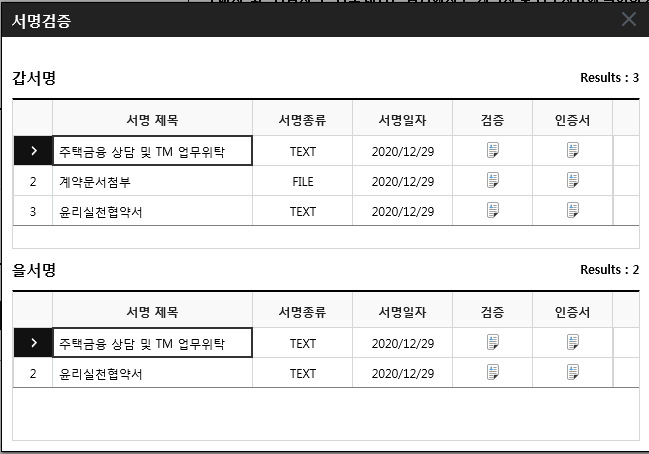 서명검증
갑서명
Results : 3
서명 제목 서명종류 서명일자 검증 인증서
주택금융 상담 및 TM 업무위탁 TEXT 2020/12/29
2 계약문서첨부 FILE 2020/12/29
3 윤리실천협약서 TEXT 2020/12/29
을서명
Results : 2
서명 제목 서명종류 서명일자 검증 인증서
주택금융 상담 및 TM 업무위탁 TEXT 2020/12/29
2 윤리실천협약서 TEXT 2020/12/29